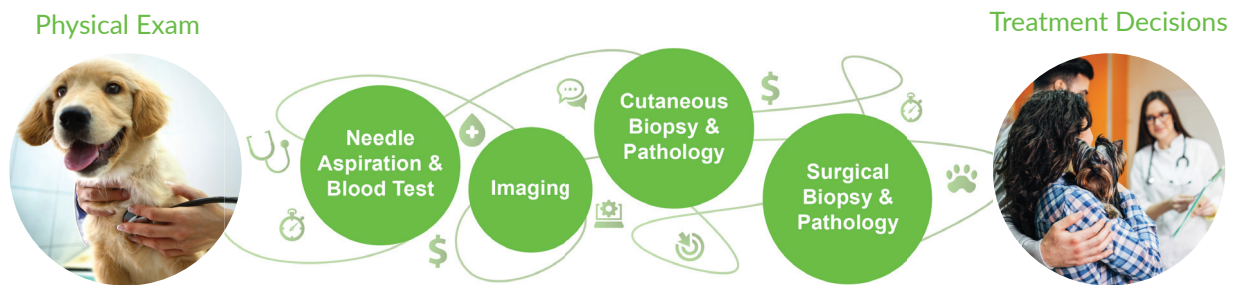 Physical Exam
Treatment Decisions
Needle
Aspiration &
Blood Test
Imaging
Cutaneous
Biopsy &
Pathology
Surgical
Biopsy &
Pathology
$
$